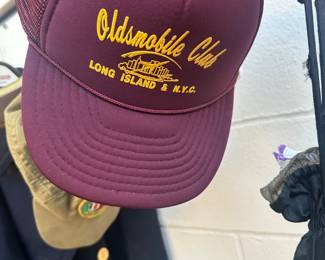 Oldsmobile Club
LONG ISLAND & N.Y.C.